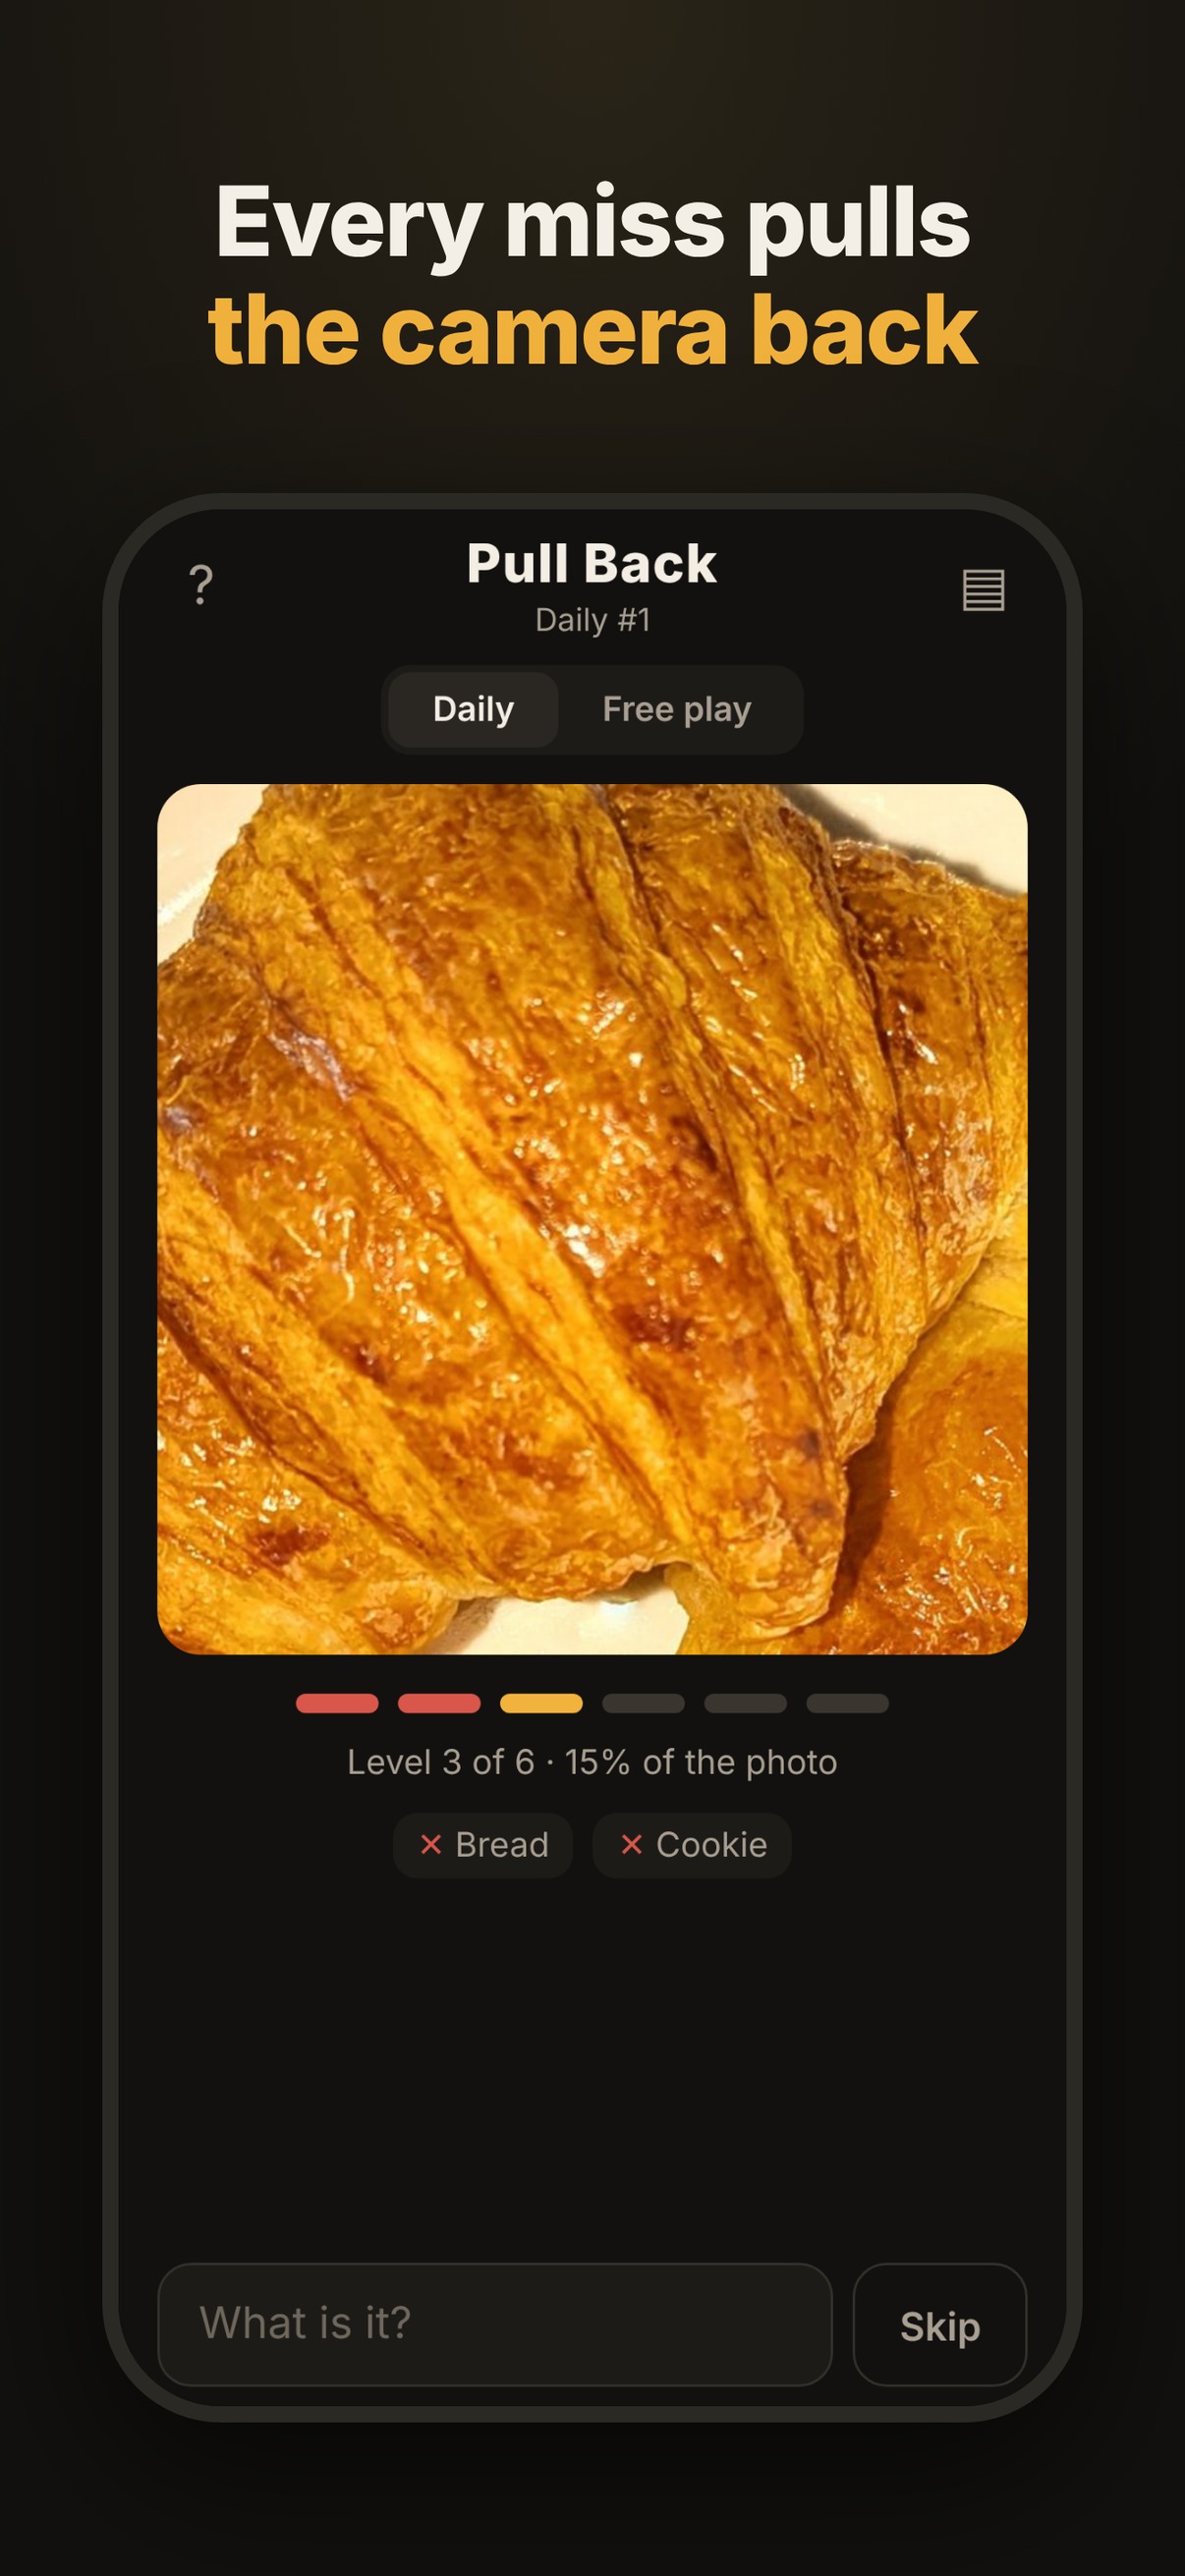 Every miss pulls
the camera back
?
Pull Back
Daily #1
Daily Free play
Level 3 of 6 · 15% of the photo
✕ Bread ✕ Cookie
What is it? Skip